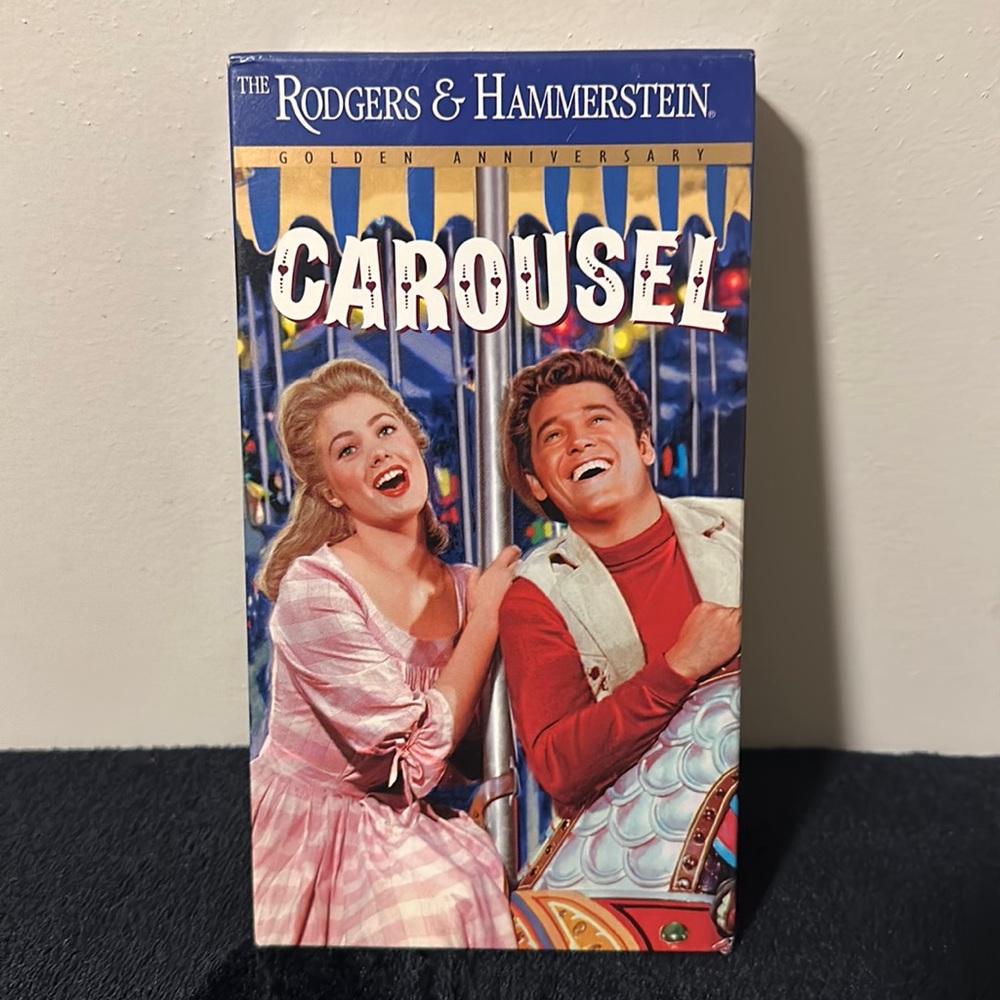 THE RODGERS & HAMMERSTEIN®
GOLDEN ANNIVERSARY
CAROUSEL